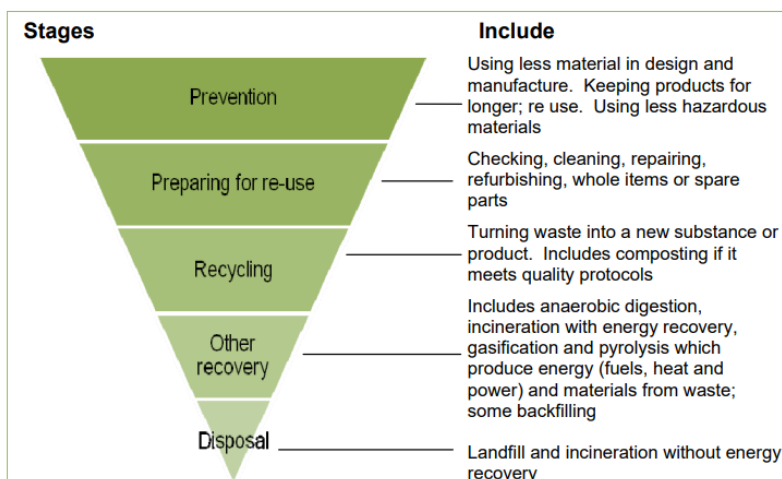 Stages
Include
Prevention
Using less material in design and
manufacture.  Keeping products for
longer; re use.  Using less hazardous
materials
Preparing for re-use
Checking, cleaning, repairing,
refurbishing, whole items or spare
parts
Recycling
Turning waste into a new substance or
product.  Includes composting if it
meets quality protocols
Other
recovery
Includes anaerobic digestion,
incineration with energy recovery,
gasification and pyrolysis which
produce energy (fuels, heat and
power) and materials from waste;
some backfilling
Disposal
Landfill and incineration without energy
recovery